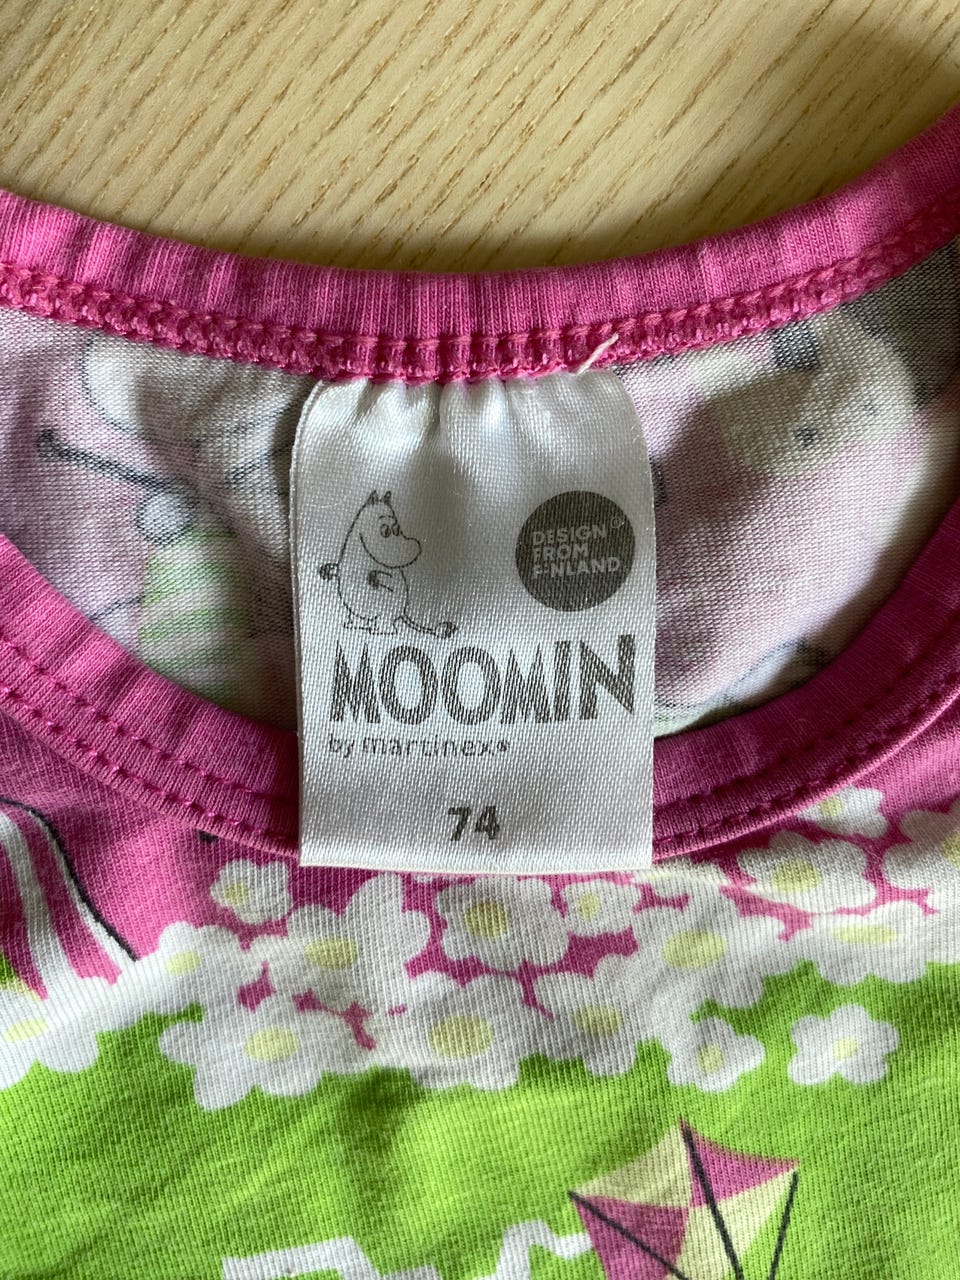 DESIGN
FROM
FINLAND
MOOMIN
by martinex®
74